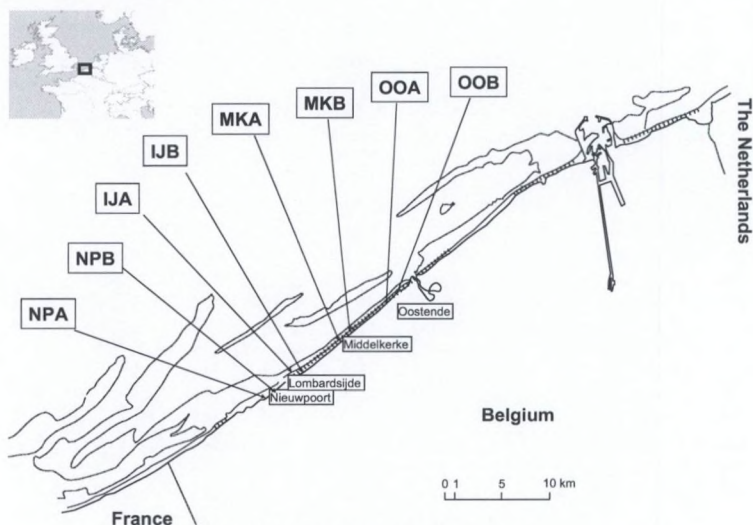 OOB
OOA
MKB
MKA
IJB
IJA
NPB
NPA
The Netherlands
Oostende
Middelkerke
Lombardsijde
Nieuwpoort
Belgium
0 1 5 10 km
France